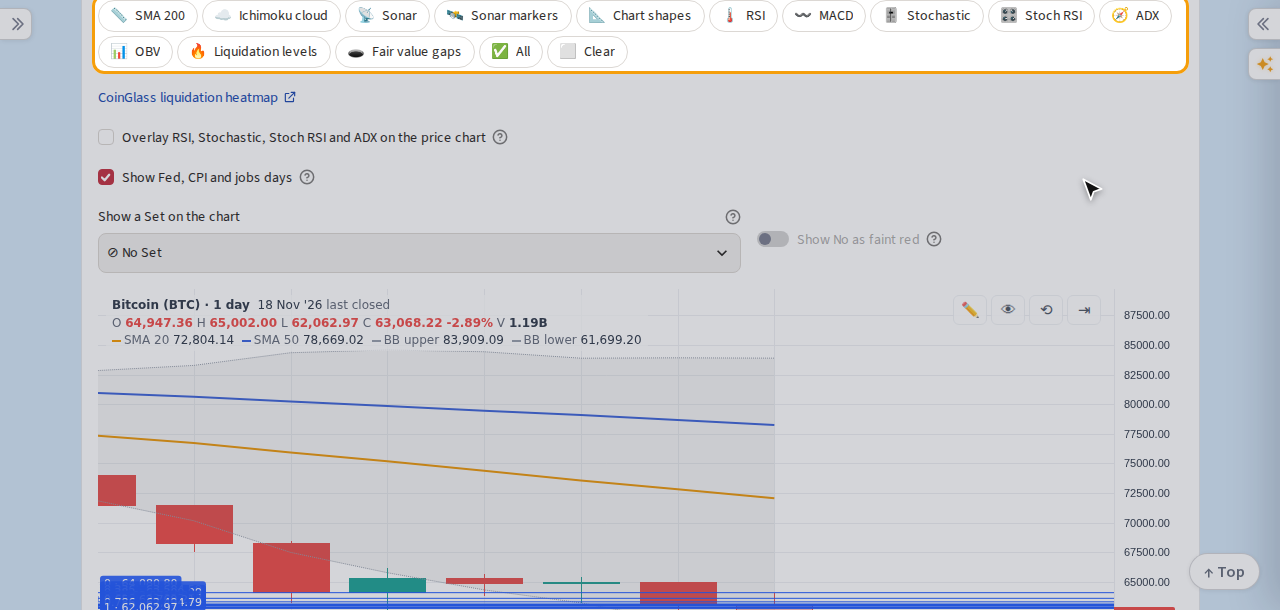 SMA 200 Ichimoku cloud Sonar Sonar markers Chart shapes RSI MACD Stochastic Stoch RSI ADX
OBV Liquidation levels Fair value gaps All Clear
CoinGlass liquidation heatmap
Overlay RSI, Stochastic, Stoch RSI and ADX on the price chart
Show Fed, CPI and jobs days
Show a Set on the chart
No Set
Show No as faint red
Bitcoin (BTC) · 1 day 18 Nov '26 last closed
O 64,947.36 H 65,002.00 L 62,062.97 C 63,068.22 -2.89% V 1.19B
SMA 20 72,804.14 SMA 50 78,669.02 BB upper 83,909.09 BB lower 61,699.20
87500.00
85000.00
82500.00
80000.00
77500.00
75000.00
72500.00
70000.00
67500.00
65000.00
↑ Top
1 · 62,062.97